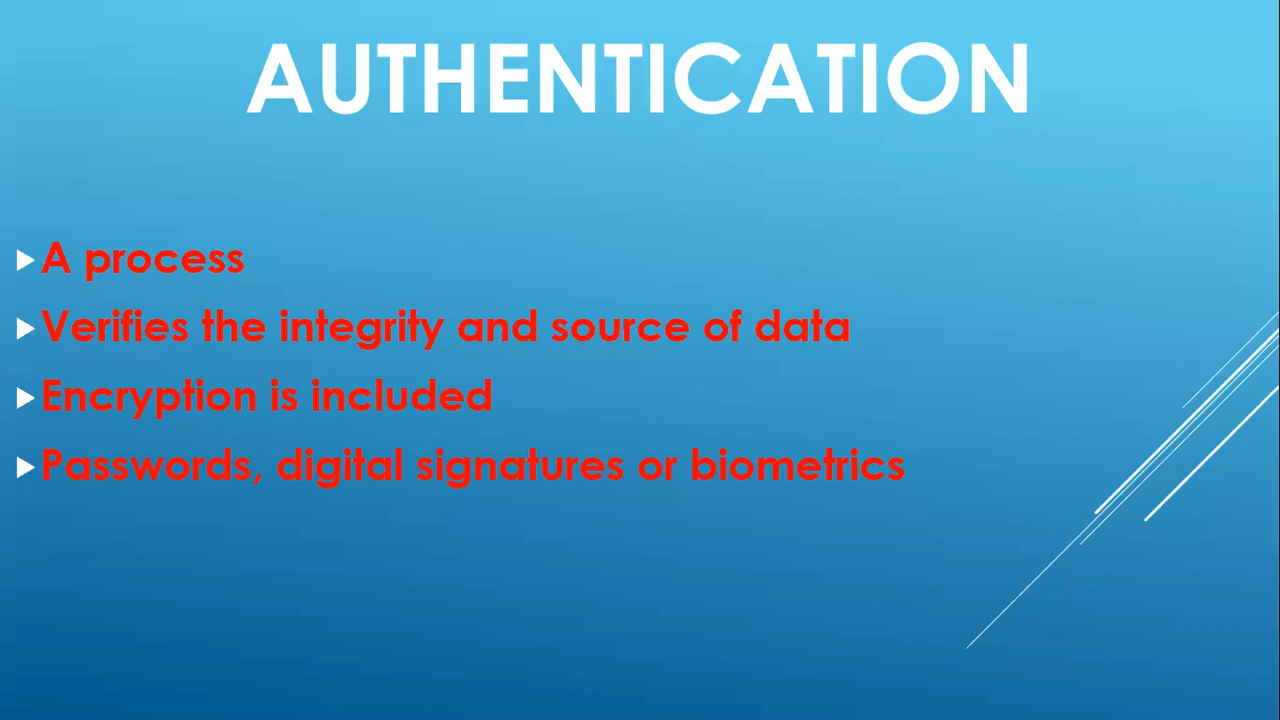 AUTHENTICATION
A process
Verifies the integrity and source of data
Encryption is included
Passwords, digital signatures or biometrics